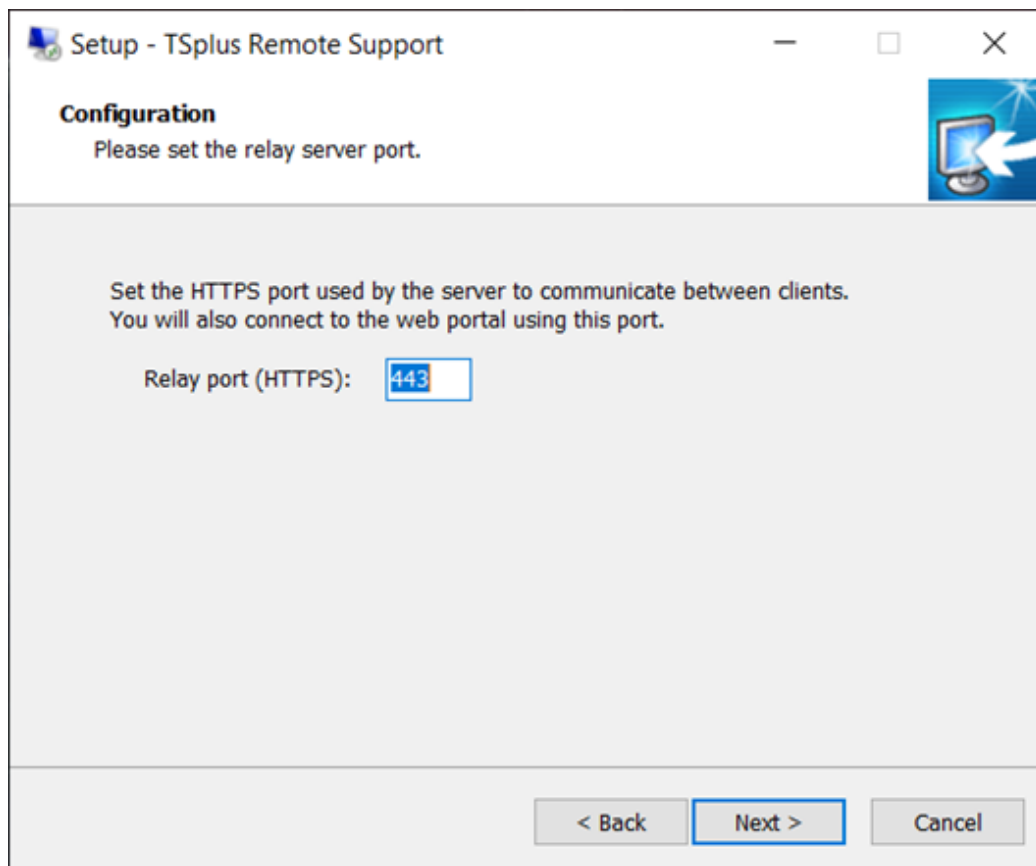 Setup - TSplus Remote Support
Configuration
Please set the relay server port.
Set the HTTPS port used by the server to communicate between clients.
You will also connect to the web portal using this port.
Relay port (HTTPS): 443
< Back Next > Cancel